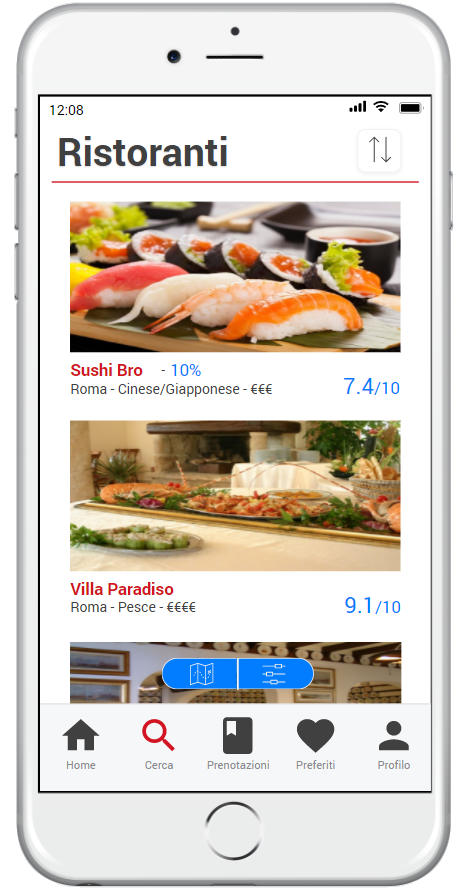 12:08
Ristoranti
Sushi Bro - 10%
Roma - Cinese/Giapponese - €€€
7.4/10
Villa Paradiso
Roma - Pesce - €€€€
9.1/10
Home
Cerca
Prenotazioni
Preferiti
Profilo